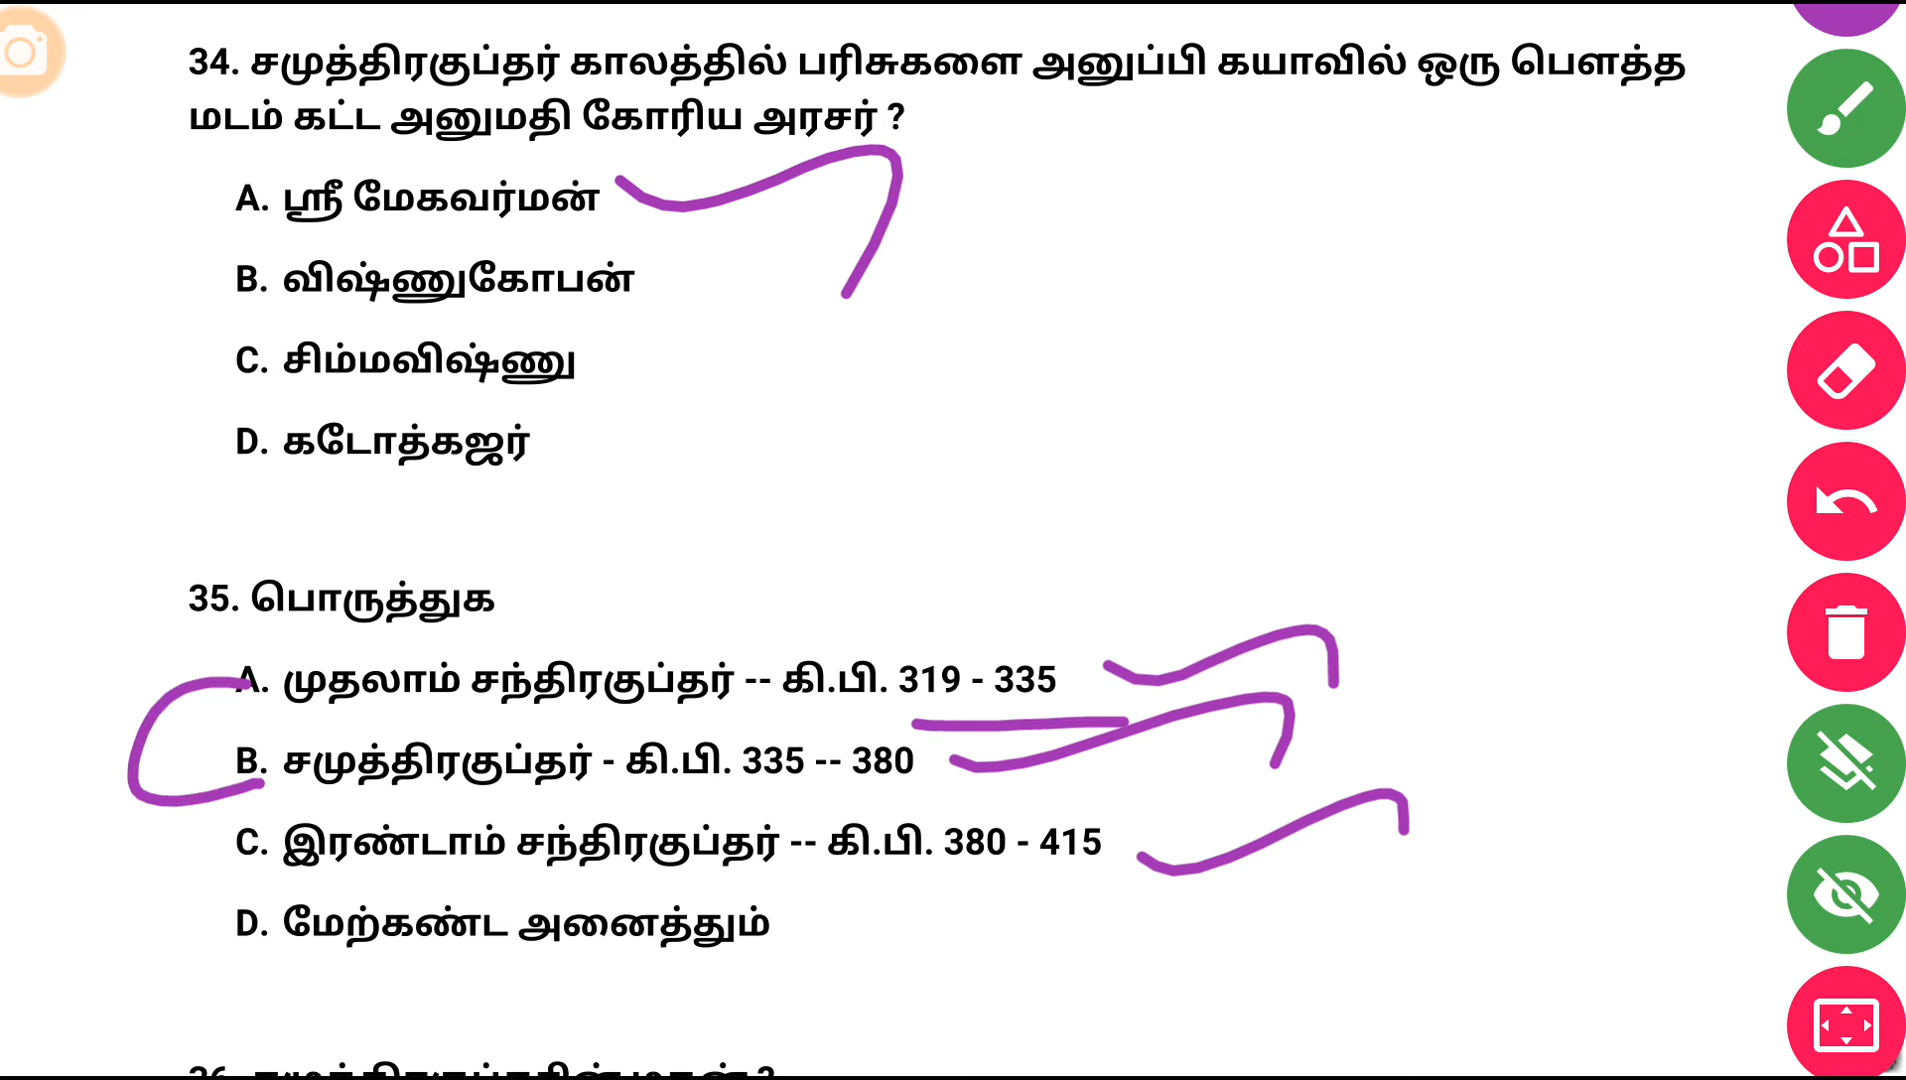 34. சமுத்திரகுப்தர் காலத்தில் பரிசுகளை அனுப்பி கயாவில் ஒரு பௌத்த
மடம் கட்ட அனுமதி கோரிய அரசர் ?
A. ஸ்ரீ மேகவர்மன்
B. விஷ்ணுகோபன்
C. சிம்மவிஷ்ணு
D. கடோத்கஜர்
35. பொருத்துக
A. முதலாம் சந்திரகுப்தர் -- கி.பி. 319 - 335
B. சமுத்திரகுப்தர் - கி.பி. 335 -- 380
C. இரண்டாம் சந்திரகுப்தர் -- கி.பி. 380 - 415
D. மேற்கண்ட அனைத்தும்